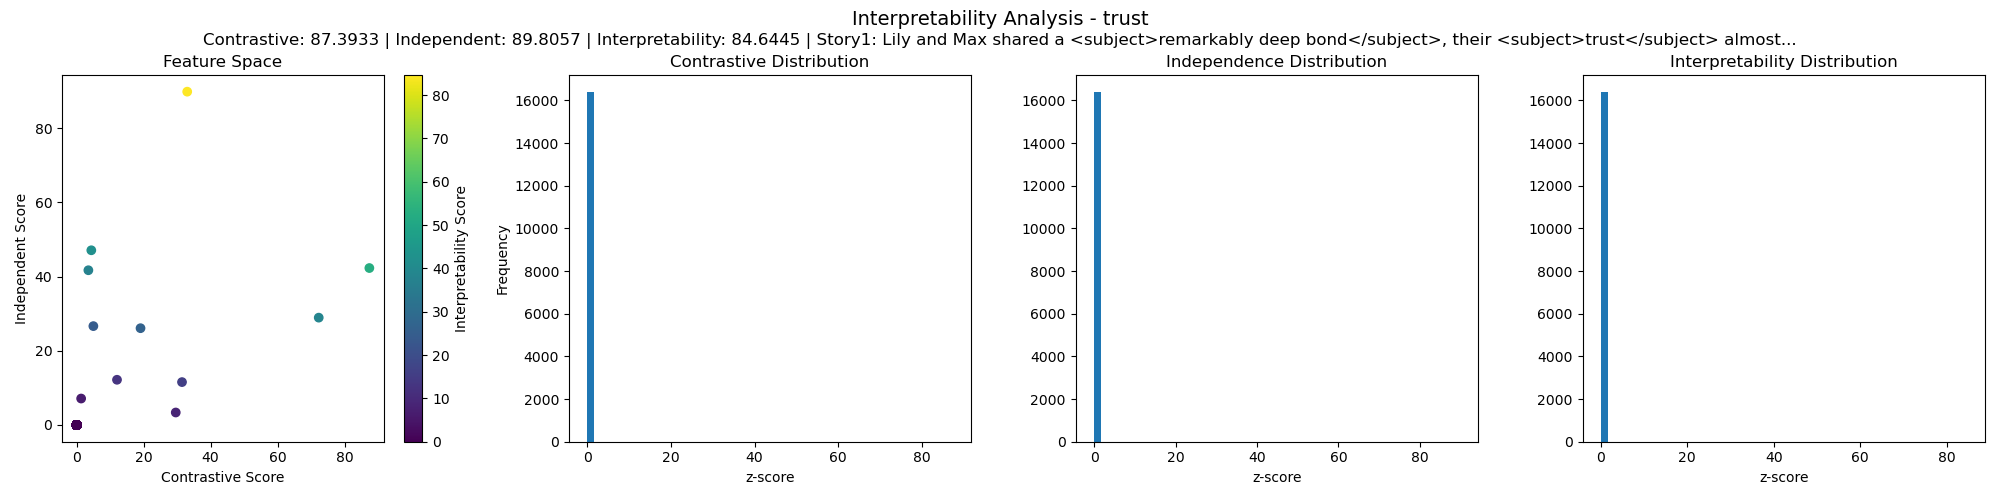 Interpretability Analysis - trust
Contrastive: 87.3933 | Independent: 89.8057 | Interpretability: 84.6445 | Story1: Lily and Max shared a <subject>remarkably deep bond</subject>, their <subject>trust</subject> almost...
Feature Space
Independent Score
80
60
40
20
0
0 20 40 60 80
Contrastive Score
80
70
60
50
40
30
20
10
0
Interpretability Score
Contrastive Distribution
Frequency
16000
14000
12000
10000
8000
6000
4000
2000
0
0 20 40 60 80
z-score
Independence Distribution
16000
14000
12000
10000
8000
6000
4000
2000
0
0 20 40 60 80
z-score
Interpretability Distribution
16000
14000
12000
10000
8000
6000
4000
2000
0
0 20 40 60 80
z-score